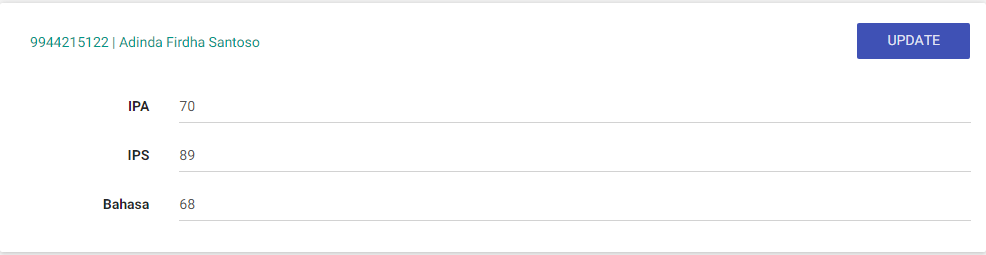 9944215122 | Adinda Firdha Santoso
UPDATE
IPA 70
IPS 89
Bahasa 68